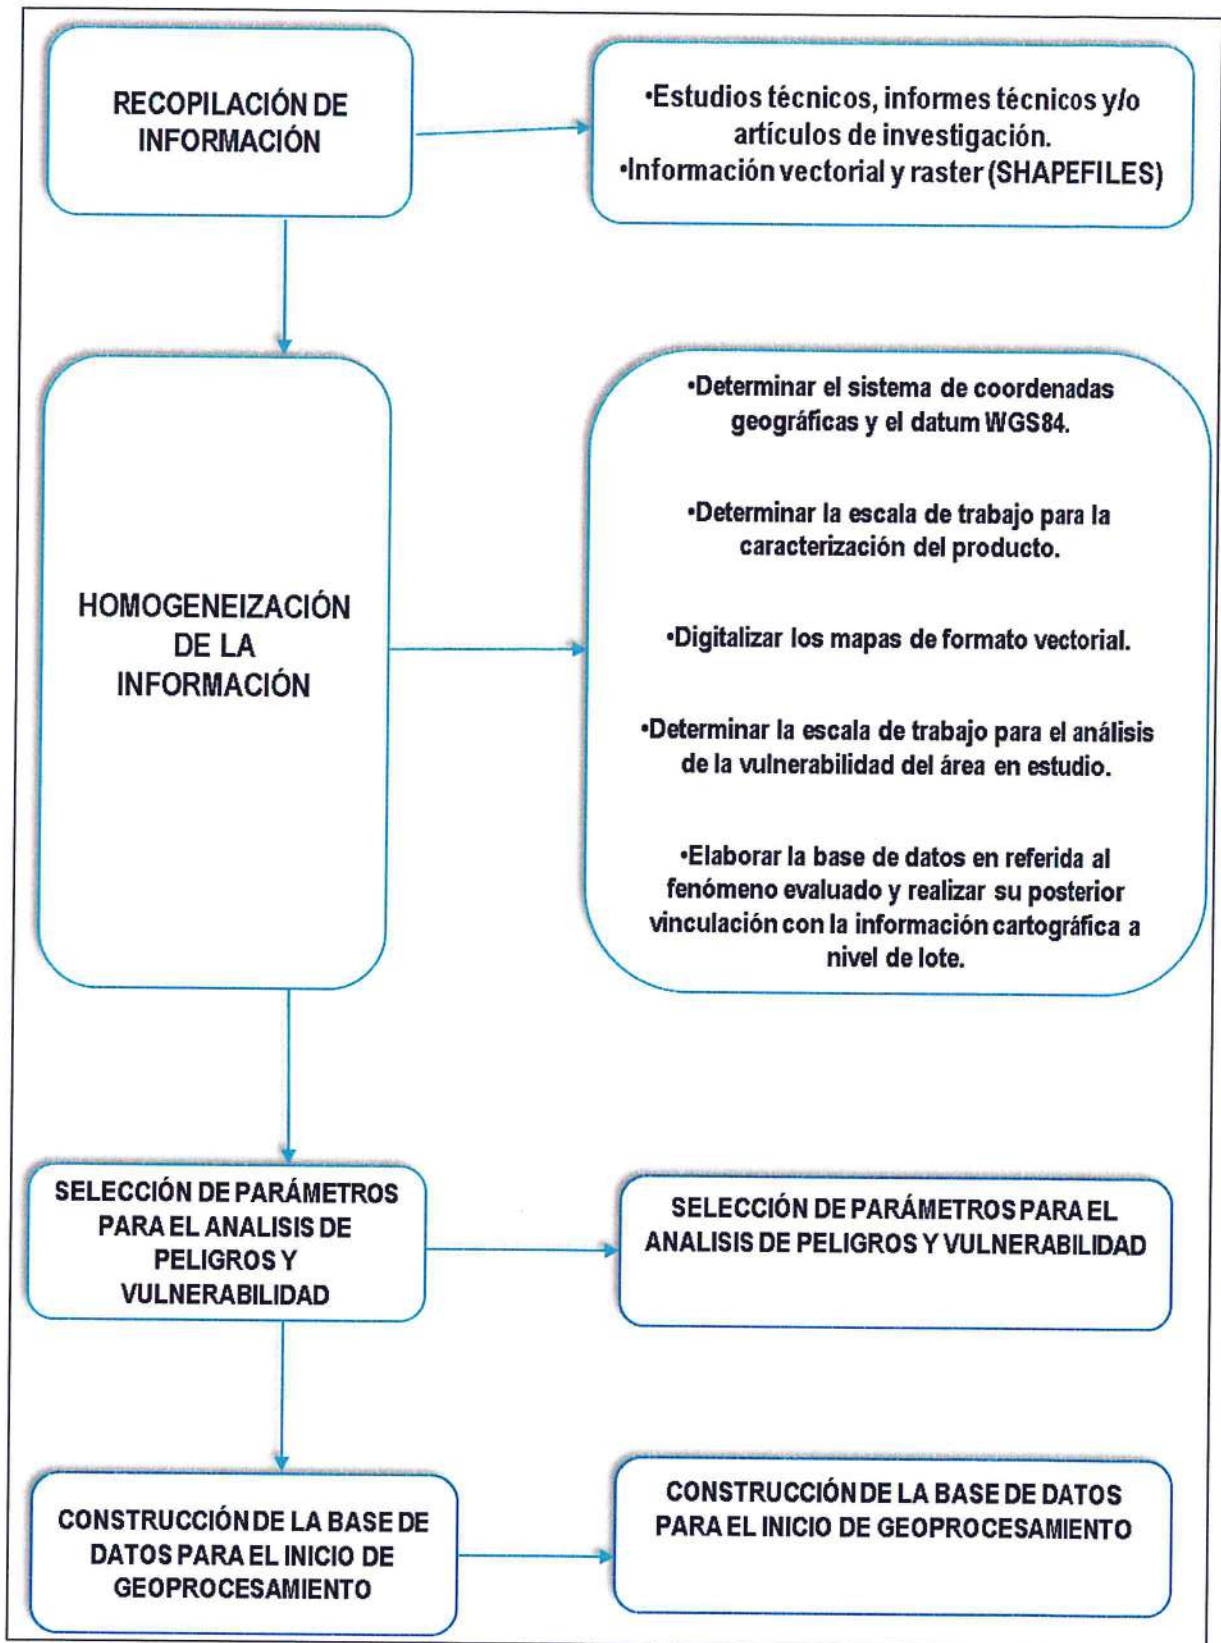 RECOPILACIÓN DE
INFORMACIÓN
•Estudios técnicos, informes técnicos y/o
artículos de investigación.
•Información vectorial y raster (SHAPEFILES)
HOMOGENEIZACIÓN
DE LA
INFORMACIÓN
•Determinar el sistema de coordenadas
geográficas y el datum WGS84.
•Determinar la escala de trabajo para la
caracterización del producto.
•Digitalizar los mapas de formato vectorial.
•Determinar la escala de trabajo para el análisis
de la vulnerabilidad del área en estudio.
•Elaborar la base de datos en referida al
fenómeno evaluado y realizar su posterior
vinculación con la información cartográfica a
nivel de lote.
SELECCIÓN DE PARÁMETROS
PARA EL ANALISIS DE
PELIGROS Y
VULNERABILIDAD
SELECCIÓN DE PARÁMETROS PARA EL
ANALISIS DE PELIGROS Y VULNERABILIDAD
CONSTRUCCIÓN DE LA BASE DE
DATOS PARA EL INICIO DE
GEOPROCESAMIENTO
CONSTRUCCIÓN DE LA BASE DE DATOS
PARA EL INICIO DE GEOPROCESAMIENTO